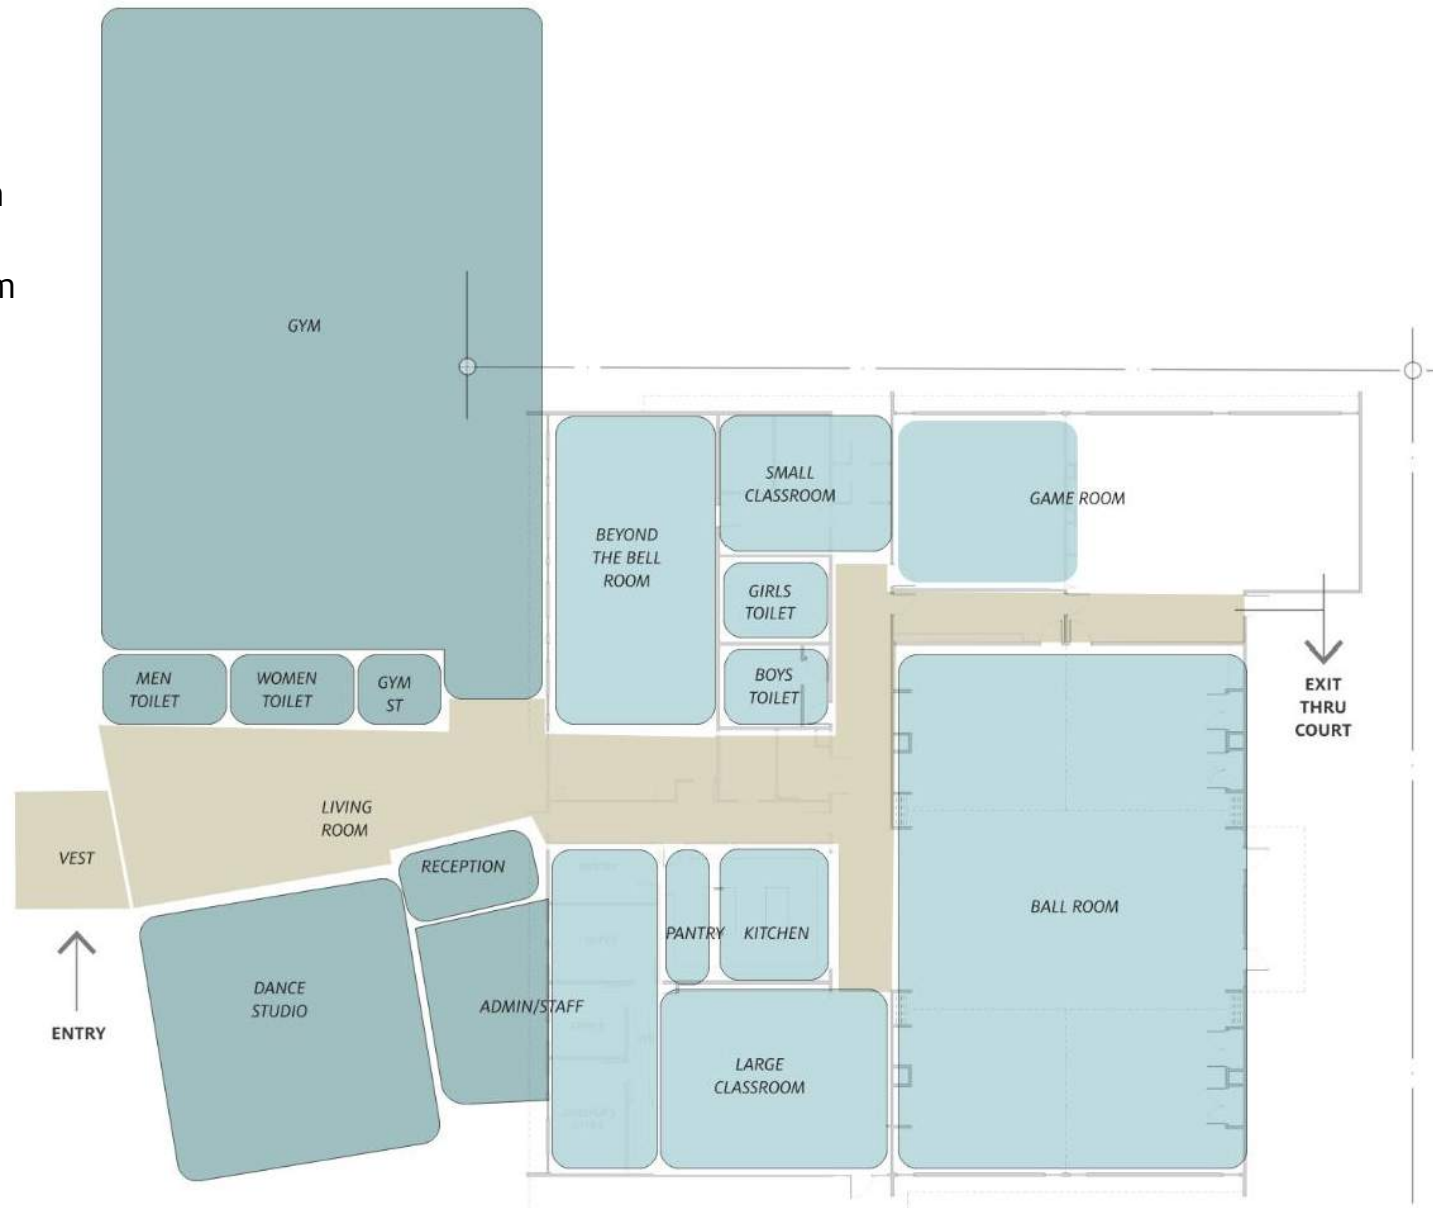 m
GYM
SMALL
CLASSROOM
GAME ROOM
BEYOND
THE BELL
ROOM
GIRLS
TOILET
MEN
TOILET
WOMEN
TOILET
GYM
ST
BOYS
TOILET
EXIT
THRU
COURT
LIVING
ROOM
VEST
RECEPTION
BALL ROOM
PANTRY
KITCHEN
DANCE
STUDIO
ADMIN/STAFF
ENTRY
LARGE
CLASSROOM